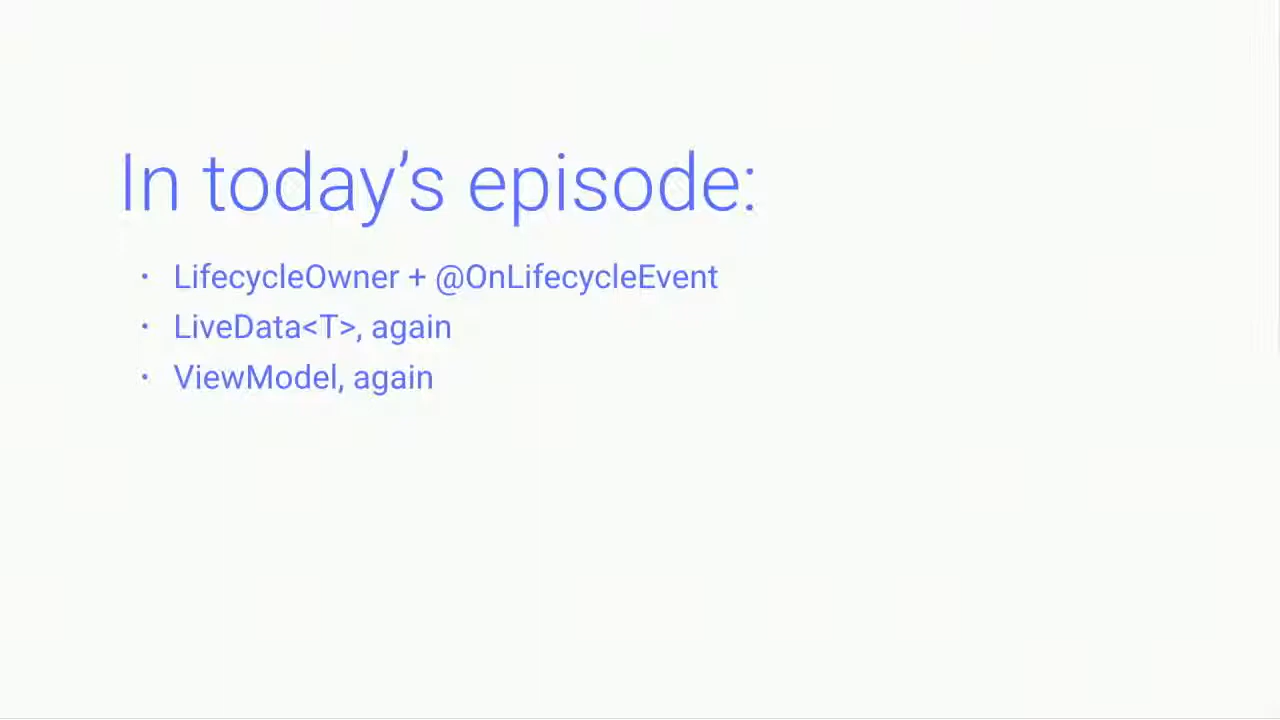 In today’s episode:
• LifecycleOwner + @OnLifecycleEvent
• LiveData<T>, again
• ViewModel, again